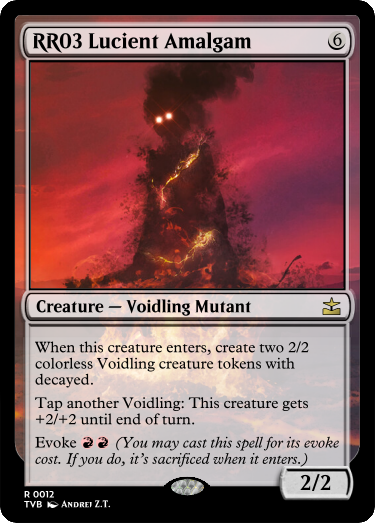 RR03 Lucient Amalgam 6
Creature — Voidling Mutant
When this creature enters, create two 2/2
colorless Voidling creature tokens with
decayed.
Tap another Voidling: This creature gets
+2/+2 until end of turn.
Evoke (You may cast this spell for its evoke
cost. If you do, it's sacrificed when it enters.)
2/2
R 0012
TVB Andrei Z.T.